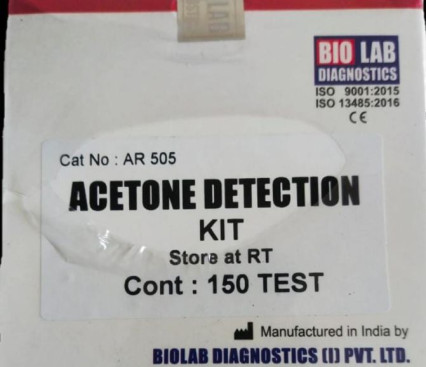 BIO LAB
DIAGNOSTICS
ISO 9001:2015
ISO 13485:2016
CE
Cat No : AR 505
ACETONE DETECTION
KIT
Store at RT
Cont : 150 TEST
Manufactured in India by
BIOLAB DIAGNOSTICS (I) PVT. LTD.